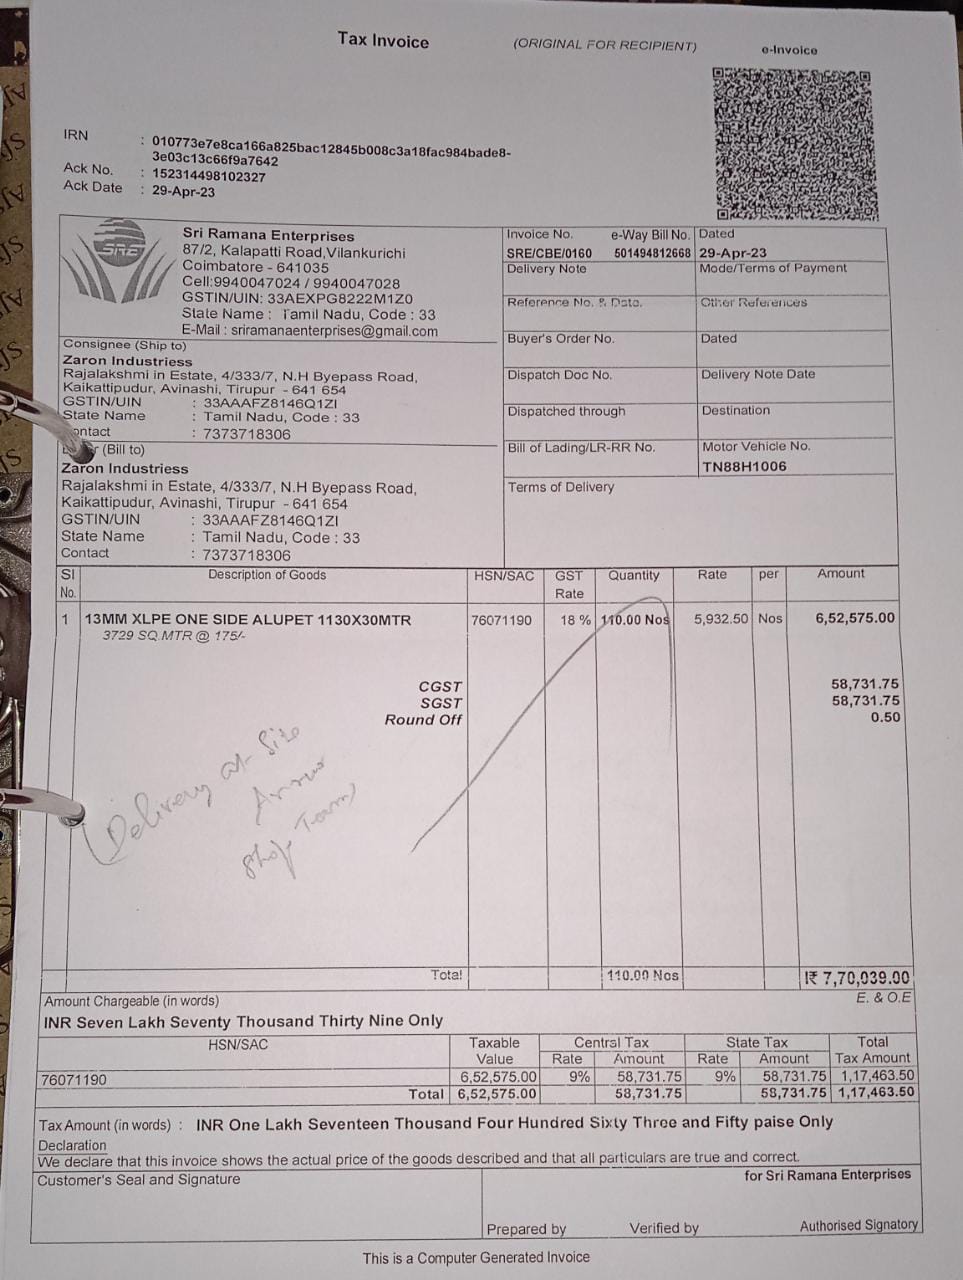 Tax Invoice
(ORIGINAL FOR RECIPIENT)
e-Invoice
IRN : 010773e7e8ca166a825bac12845b008c3a18fac984bade8-
3e03c13c66f9a7642
Ack No. : 152314498102327
Ack Date : 29-Apr-23
SRE
Sri Ramana Enterprises
87/2, Kalapatti Road,Vilankurichi
Coimbatore - 641035
Cell:9940047024 / 9940047028
GSTIN/UIN: 33AEXPG8222M1Z0
State Name : Tamil Nadu, Code : 33
E-Mail : sriramanaenterprises@gmail.com
Invoice No. e-Way Bill No. Dated
SRE/CBE/0160 501494812668 29-Apr-23
Delivery Note Mode/Terms of Payment
Reference No. & Date. Other References
Buyer's Order No. Dated
Dispatch Doc No. Delivery Note Date
Dispatched through Destination
Bill of Lading/LR-RR No. Motor Vehicle No.
TN88H1006
Terms of Delivery
Consignee (Ship to)
Zaron Industriess
Rajalakshmi in Estate, 4/333/7, N.H Byepass Road,
Kaikattipudur, Avinashi, Tirupur - 641 654
GSTIN/UIN : 33AAAFZ8146Q1ZI
State Name : Tamil Nadu, Code : 33
ontact : 7373718306
(Bill to)
Zaron Industriess
Rajalakshmi in Estate, 4/333/7, N.H Byepass Road,
Kaikattipudur, Avinashi, Tirupur - 641 654
GSTIN/UIN : 33AAAFZ8146Q1ZI
State Name : Tamil Nadu, Code : 33
Contact : 7373718306
Sl No. Description of Goods HSN/SAC GST Rate Quantity Rate per Amount
1 13MM XLPE ONE SIDE ALUPET 1130X30MTR 76071190 18 % 110.00 Nos 5,932.50 Nos 6,52,575.00
3729 SQ.MTR @ 175/-
CGST 58,731.75
SGST 58,731.75
Round Off 0.50
(Delivery at Site
Team)
Total 110.00 Nos ₹ 7,70,039.00
Amount Chargeable (in words) E. & O.E
INR Seven Lakh Seventy Thousand Thirty Nine Only
HSN/SAC Taxable Value Central Tax State Tax Total Tax Amount
Rate Amount Rate Amount
76071190 6,52,575.00 9% 58,731.75 9% 58,731.75 1,17,463.50
Total 6,52,575.00 58,731.75 58,731.75 1,17,463.50
Tax Amount (in words) : INR One Lakh Seventeen Thousand Four Hundred Sixty Three and Fifty paise Only
Declaration
We declare that this invoice shows the actual price of the goods described and that all particulars are true and correct.
Customer's Seal and Signature
for Sri Ramana Enterprises
Prepared by Verified by Authorised Signatory
This is a Computer Generated Invoice